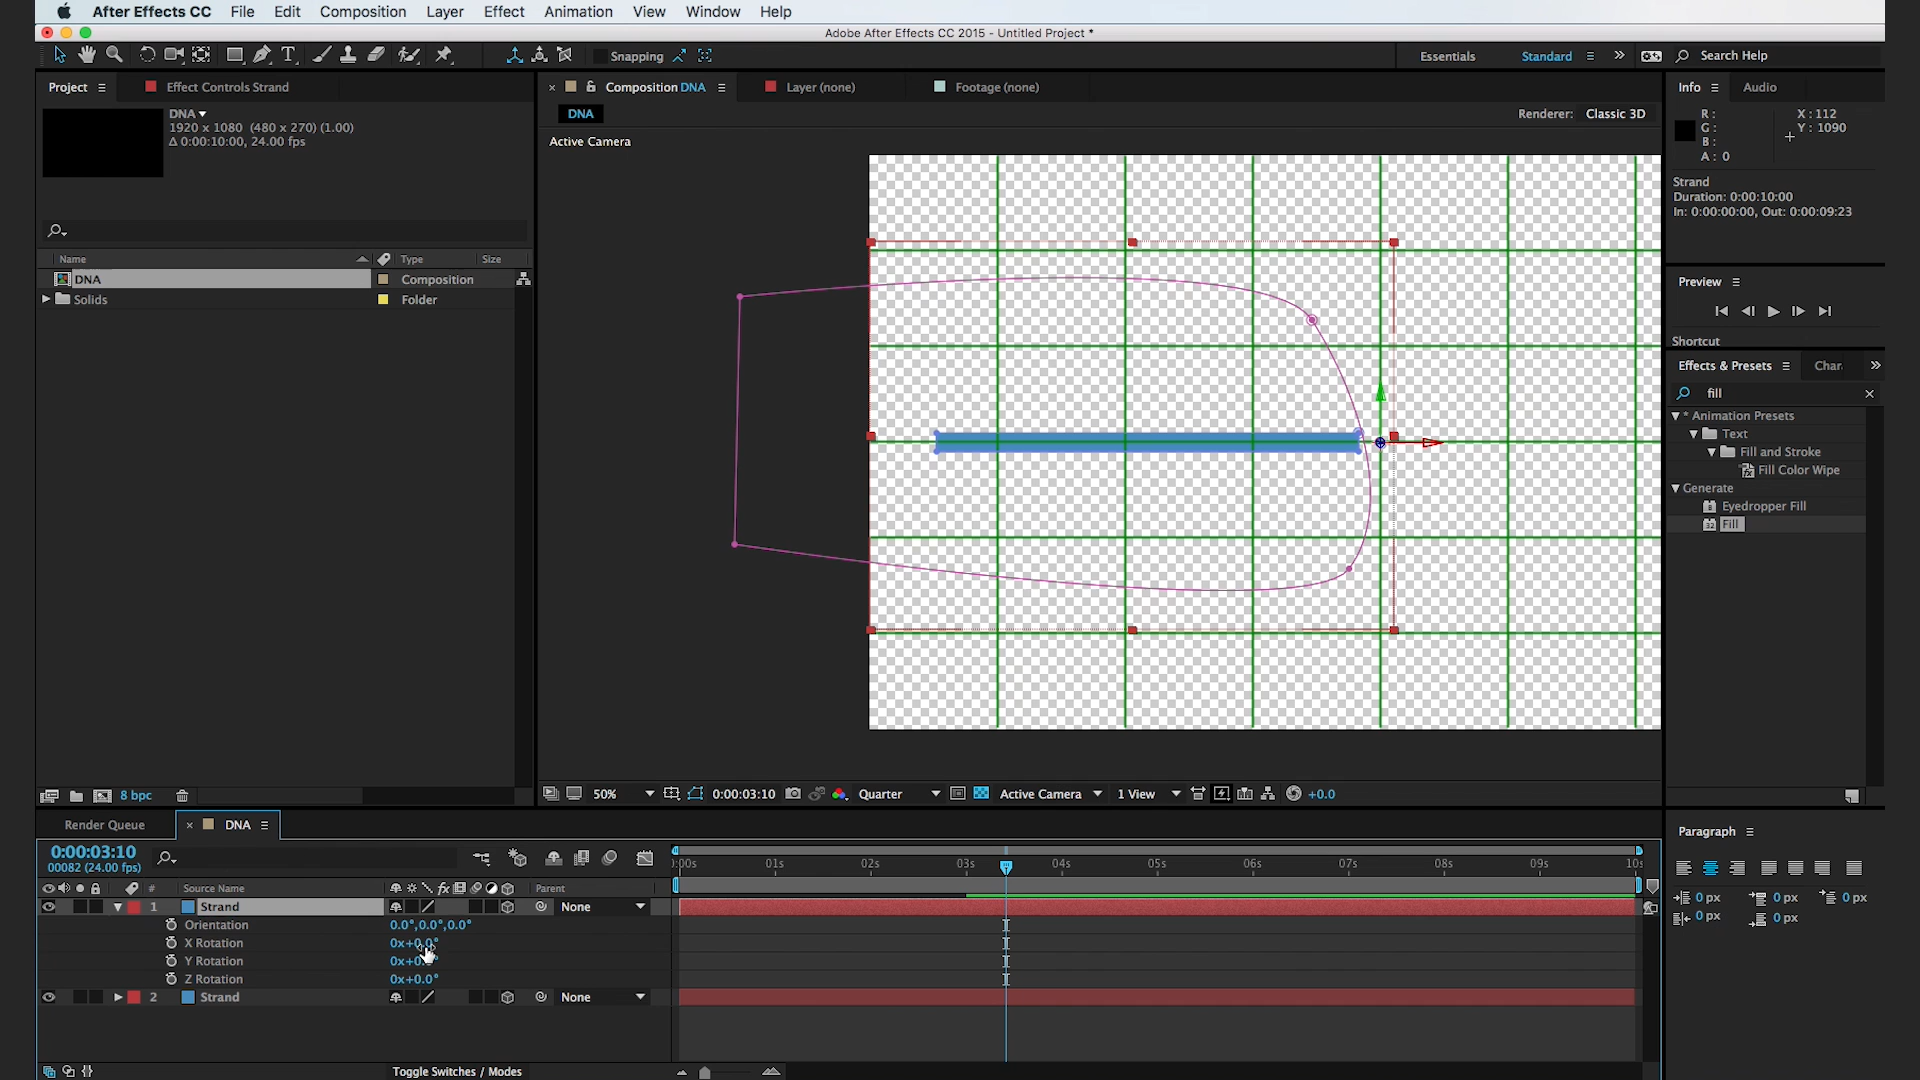 After Effects CC File Edit Composition Layer Effect Animation View Window Help
Adobe After Effects CC 2015 - Untitled Project *
Snapping
Essentials Standard Search Help
Project Effect Controls Strand
DNA
1920 x 1080 (480 x 270) (1.00)
Δ 0:00:10:00, 24.00 fps
Name Type Size
DNA Composition
Solids Folder
8 bpc
Composition DNA Layer (none) Footage (none)
DNA
Renderer: Classic 3D
Active Camera
50% 0:00:03:10 Quarter Active Camera 1 View +0.0
Info Audio
R:
G:
B:
A: 0
X: 112
Y: 1090
Strand
Duration: 0:00:10:00
In: 0:00:00:00, Out: 0:00:09:23
Preview
Shortcut
Effects & Presets Char
fill
* Animation Presets
Text
Fill and Stroke
Fill Color Wipe
Generate
Eyedropper Fill
Fill
Render Queue DNA
0:00:03:10
00082 (24.00 fps)
:00s 01s 02s 03s 04s 05s 06s 07s 08s 09s 10s
# Source Name fx Parent
1 Strand None
Orientation 0.0°,0.0°,0.0°
X Rotation 0x+0.0°
Y Rotation 0x+0.0°
Z Rotation 0x+0.0°
2 Strand None
Toggle Switches / Modes
Paragraph
0 px 0 px 0 px
0 px 0 px